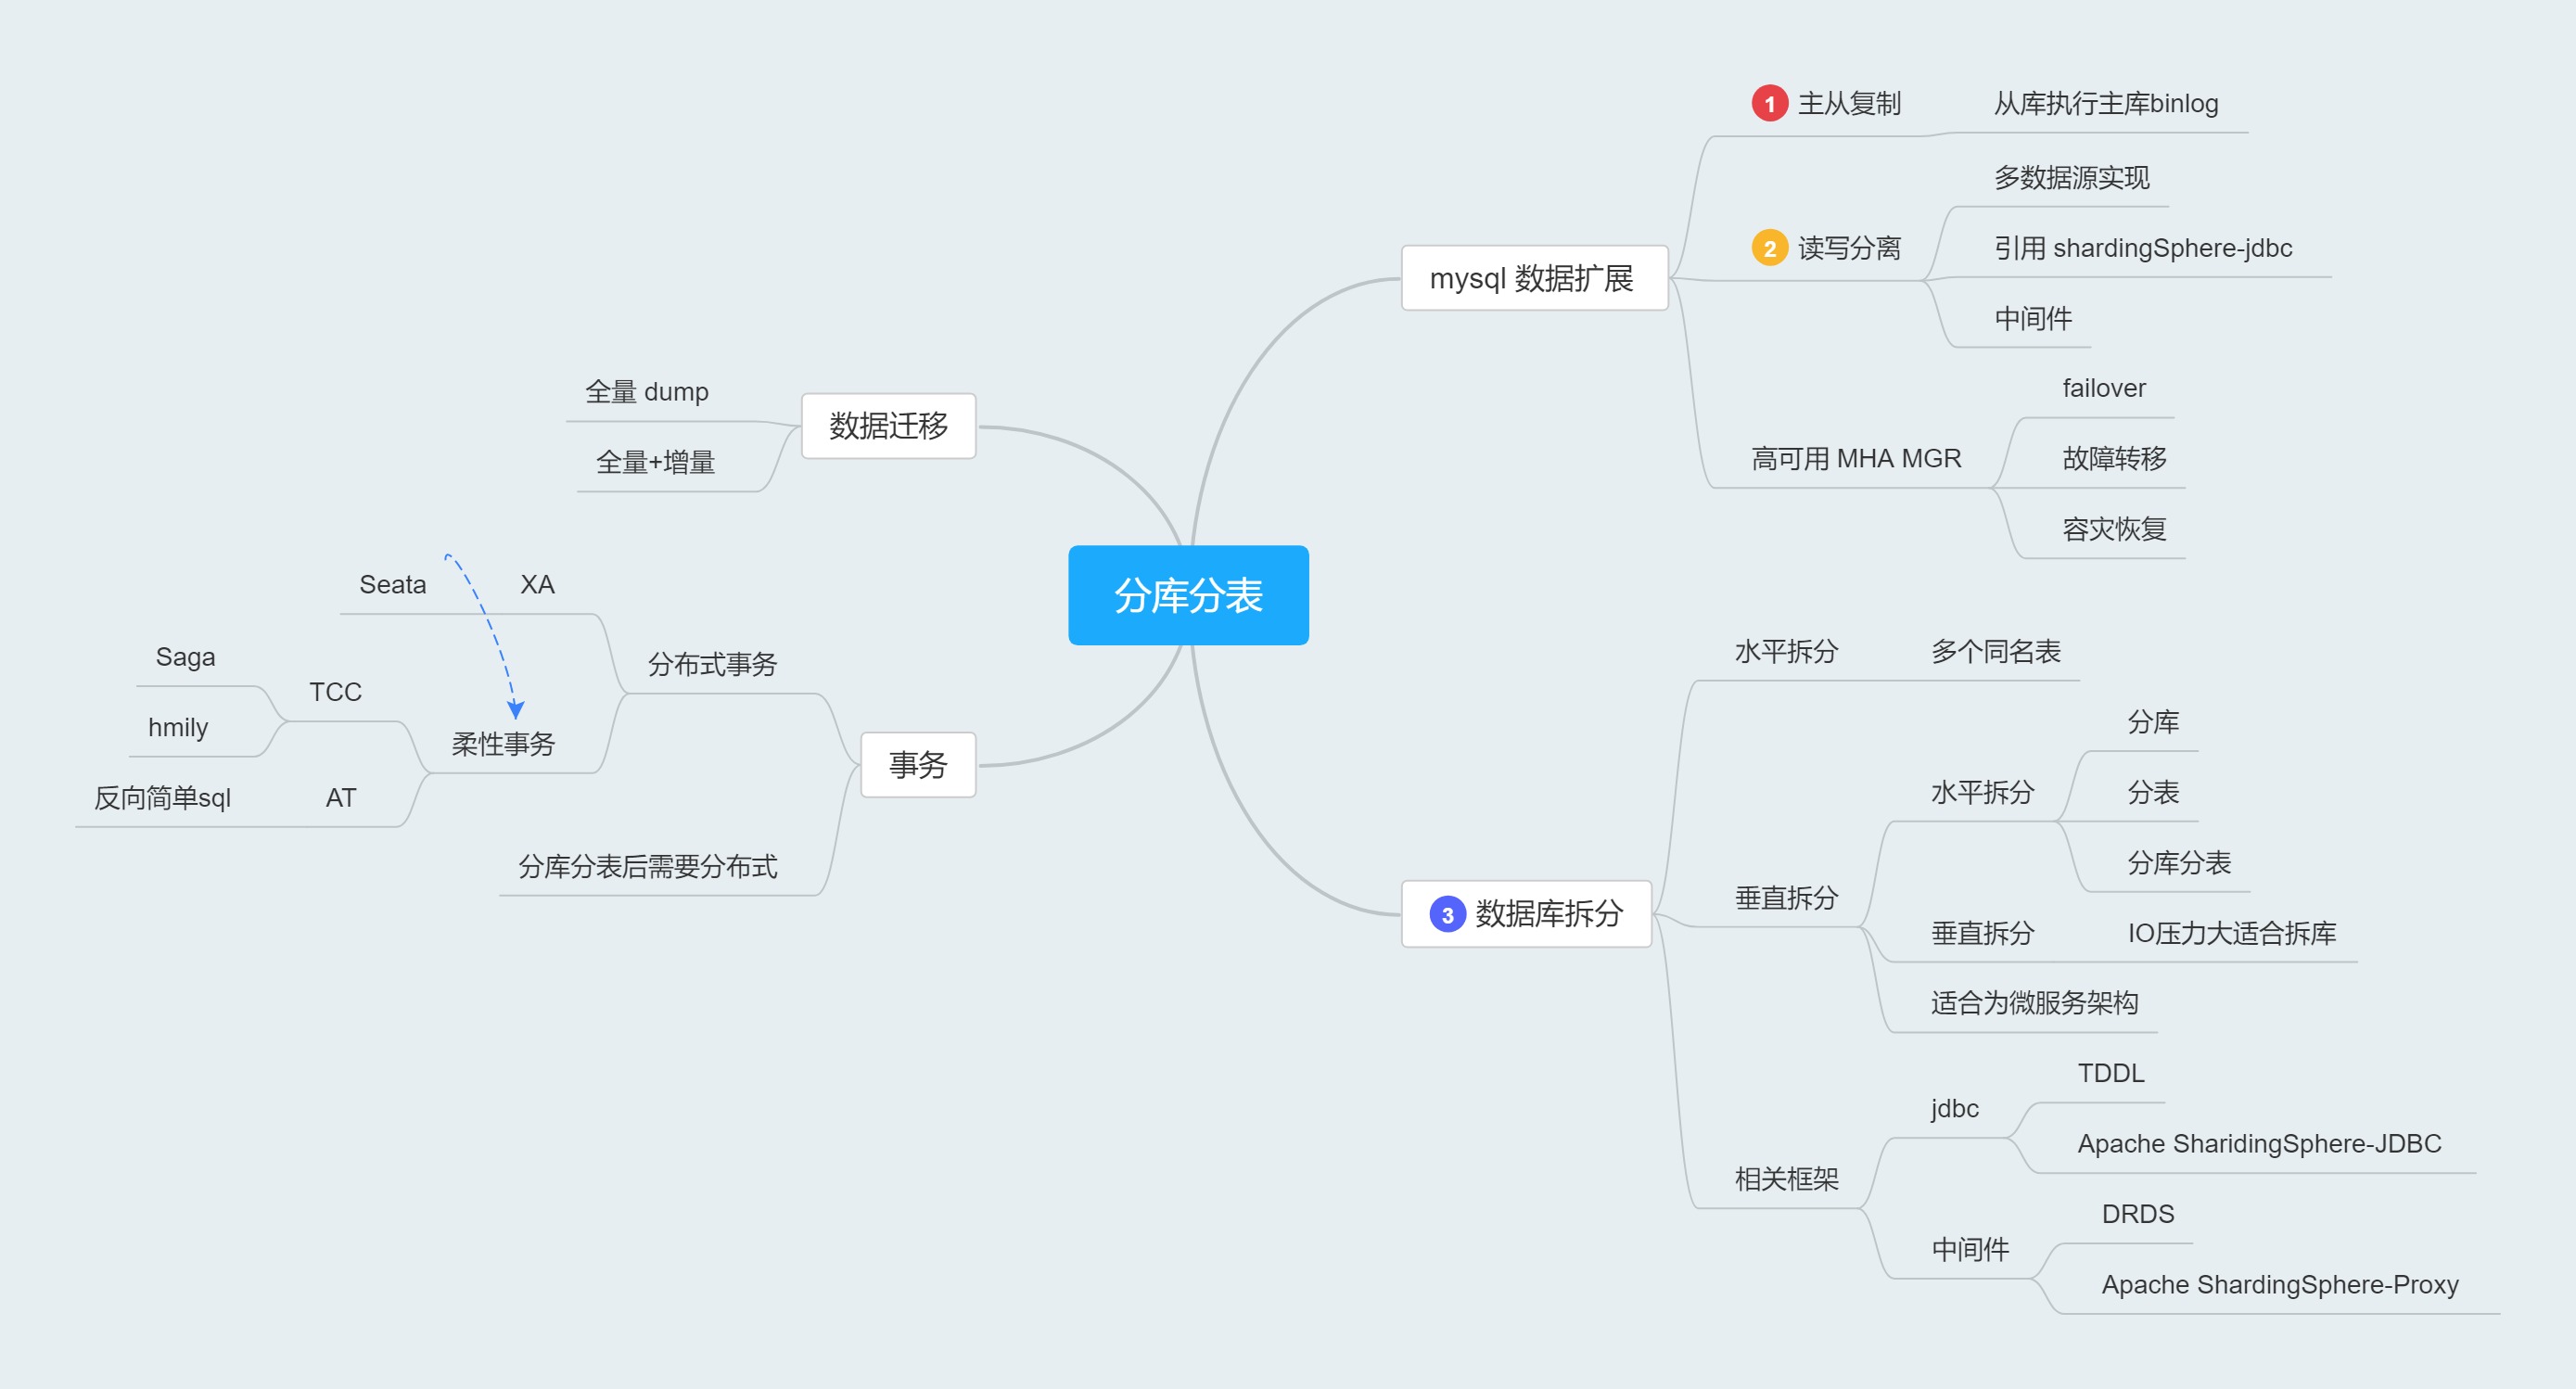 分库分表
mysql 数据扩展
1 主从复制
从库执行主库binlog
2 读写分离
多数据源实现
引用 shardingSphere-jdbc
中间件
高可用 MHA MGR
failover
故障转移
容灾恢复
3 数据库拆分
水平拆分
多个同名表
垂直拆分
水平拆分
分库
分表
分库分表
垂直拆分
IO压力大适合拆库
适合为微服务架构
相关框架
jdbc
TDDL
Apache SharidingSphere-JDBC
中间件
DRDS
Apache ShardingSphere-Proxy
数据迁移
全量 dump
全量+增量
事务
分布式事务
XA
Seata
柔性事务
TCC
Saga
hmily
AT
反向简单sql
分库分表后需要分布式